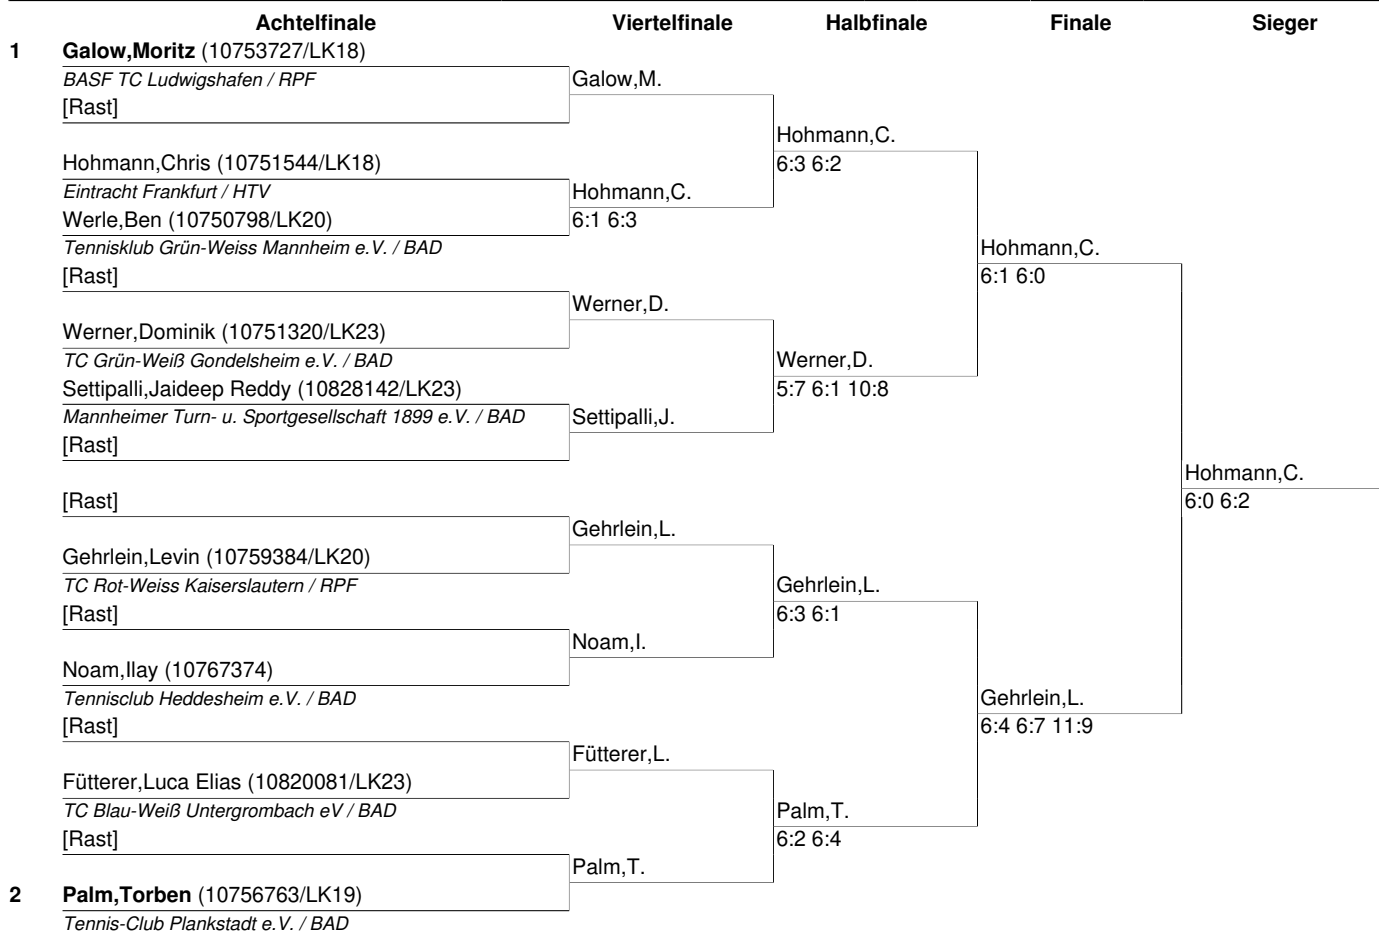 Achtelfinale Viertelfinale Halbfinale Finale Sieger
1 Galow,Moritz (10753727/LK18)
BASF TC Ludwigshafen / RPF Galow,M.
[Rast]
Hohmann,C.
Hohmann,Chris (10751544/LK18) 6:3 6:2
Eintracht Frankfurt / HTV Hohmann,C.
Werle,Ben (10750798/LK20) 6:1 6:3
Tennisklub Grün-Weiss Mannheim e.V. / BAD Hohmann,C.
[Rast] 6:1 6:0
Werner,D.
Werner,Dominik (10751320/LK23)
TC Grün-Weiß Gondelsheim e.V. / BAD Werner,D.
Settipalli,Jaideep Reddy (10828142/LK23) 5:7 6:1 10:8
Mannheimer Turn- u. Sportgesellschaft 1899 e.V. / BAD Settipalli,J.
[Rast]
Hohmann,C.
[Rast] 6:0 6:2
Gehrlein,L.
Gehrlein,Levin (10759384/LK20)
TC Rot-Weiss Kaiserslautern / RPF Gehrlein,L.
[Rast] 6:3 6:1
Noam,I.
Noam,Ilay (10767374)
Tennisclub Heddesheim e.V. / BAD Gehrlein,L.
[Rast] 6:4 6:7 11:9
Fütterer,L.
Fütterer,Luca Elias (10820081/LK23)
TC Blau-Weiß Untergrombach eV / BAD Palm,T.
[Rast] 6:2 6:4
Palm,T.
2 Palm,Torben (10756763/LK19)
Tennis-Club Plankstadt e.V. / BAD